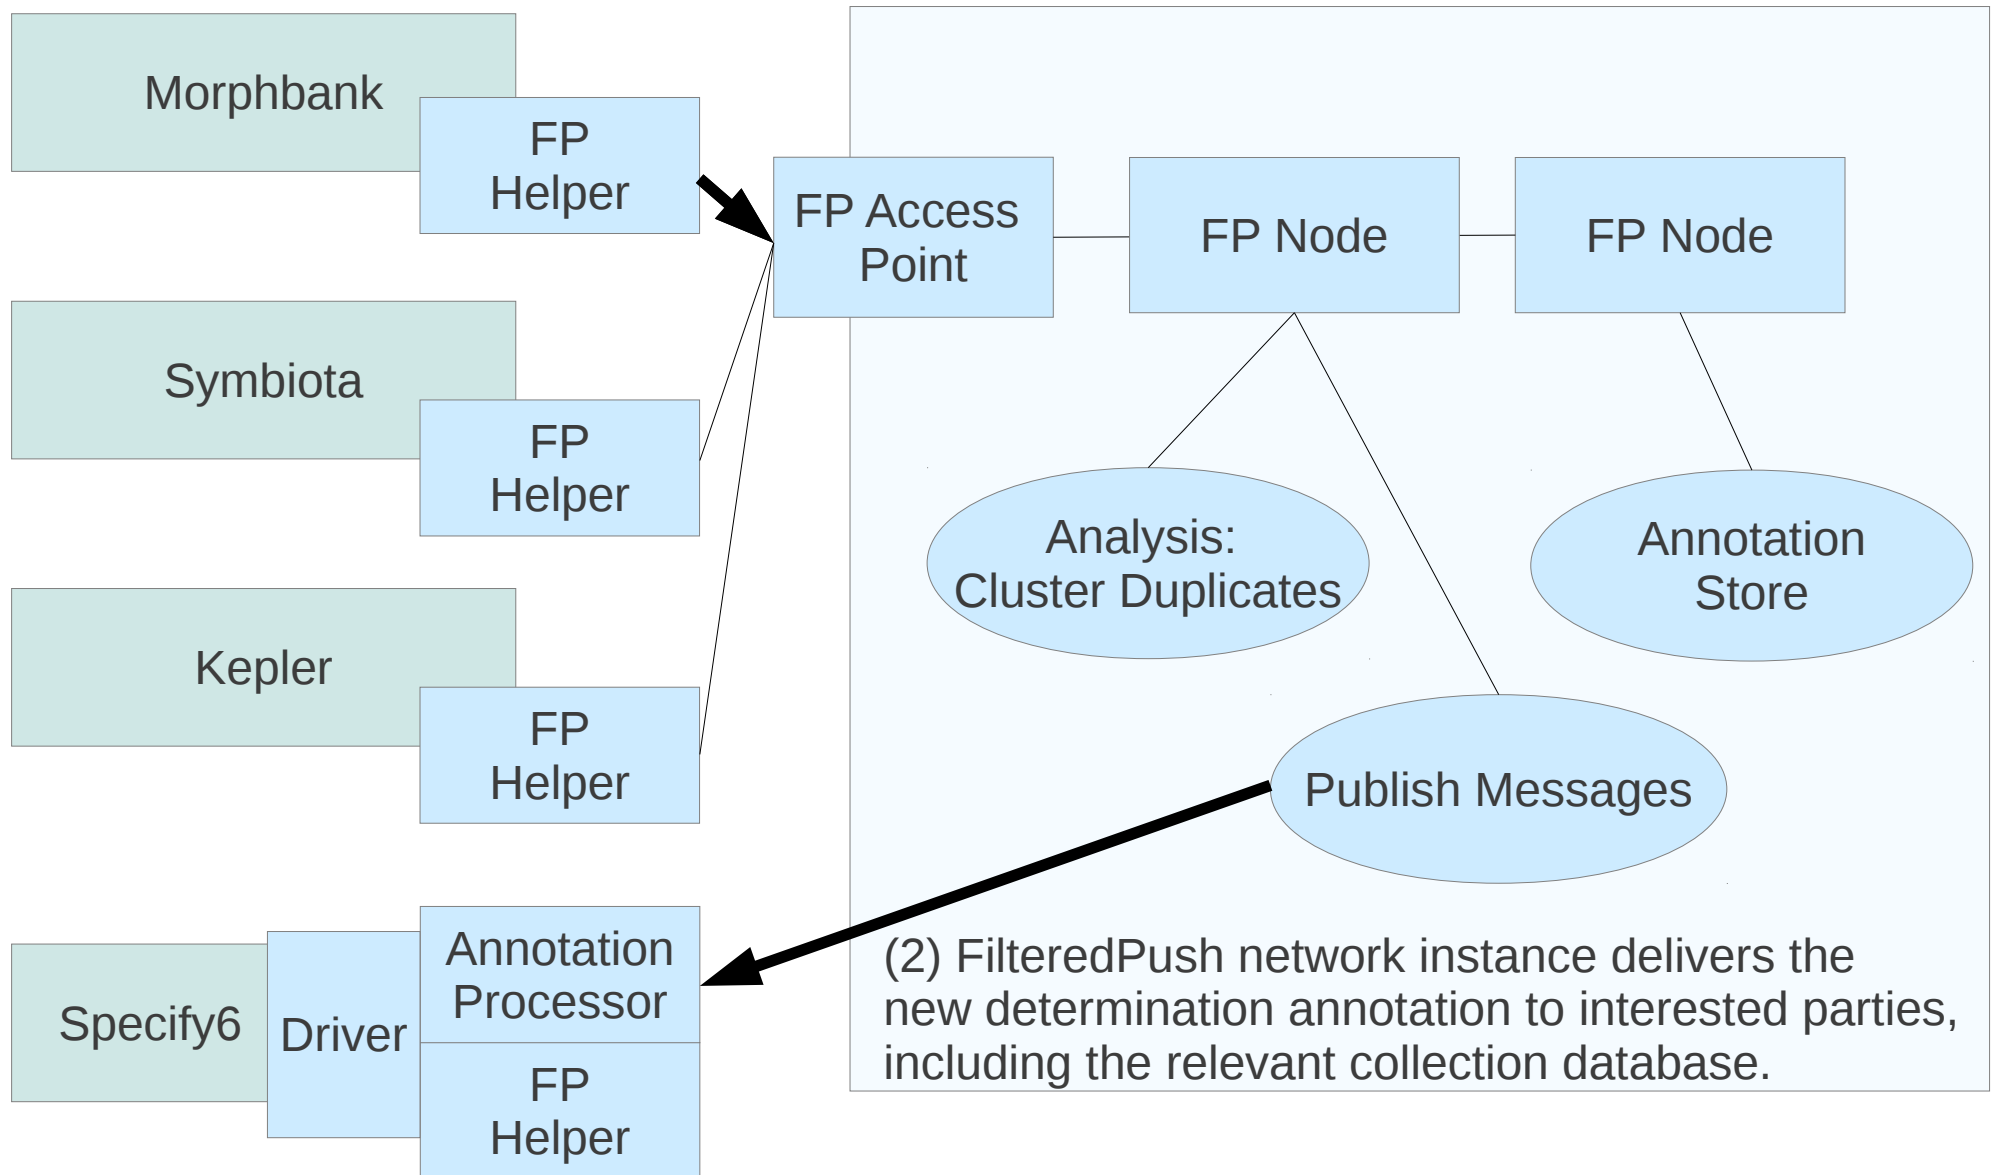 Morphbank
FP
Helper
FP Access
Point
FP Node
FP Node
Symbiota
FP
Helper
Analysis:
Cluster Duplicates
Annotation
Store
Kepler
FP
Helper
Publish Messages
Specify6
Driver
Annotation
Processor
FP
Helper
(2) FilteredPush network instance delivers the
new determination annotation to interested parties,
including the relevant collection database.